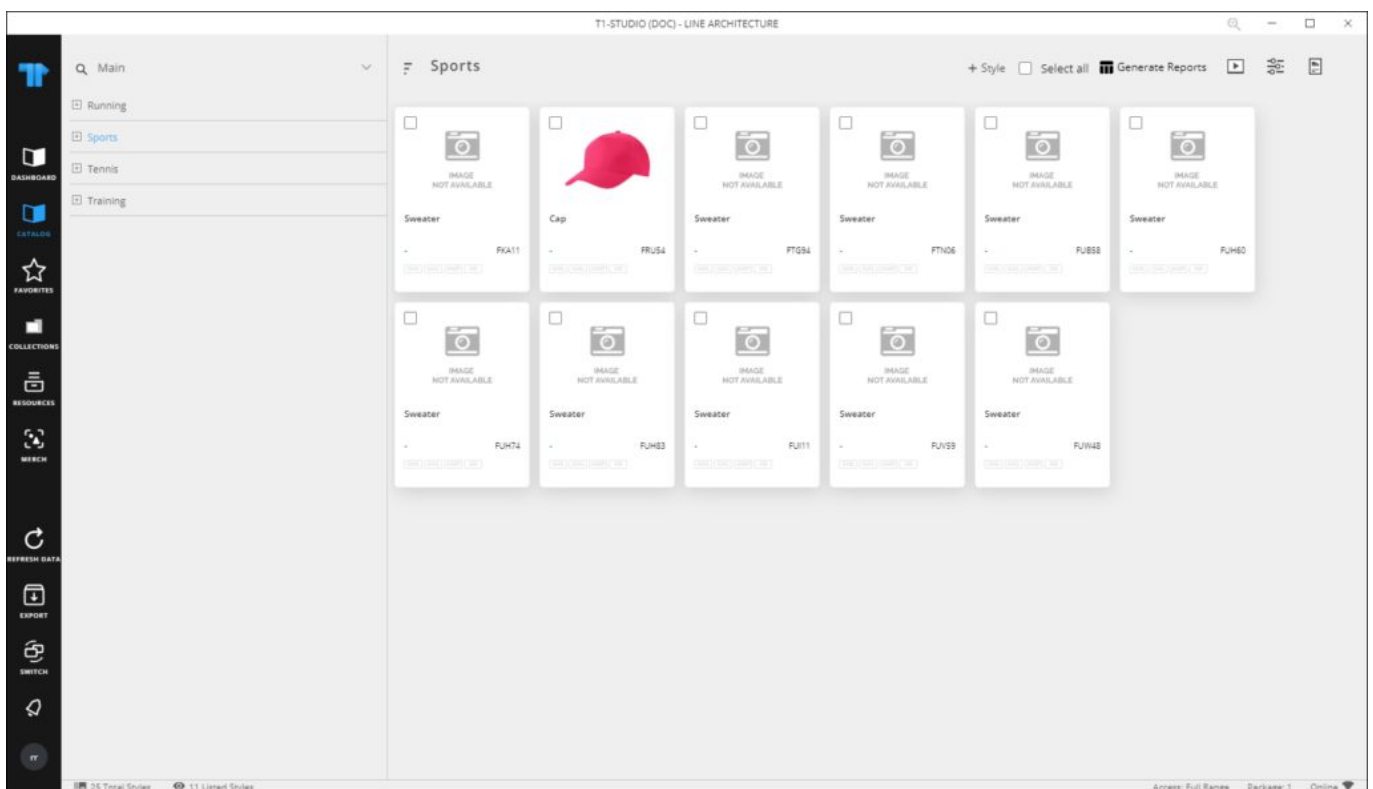 T1-STUDIO (DOC) - LINE ARCHITECTURE
Main
Running
Sports
Tennis
Training
DASHBOARD
CATALOG
FAVORITES
COLLECTIONS
RESOURCES
MERCH
REFRESH DATA
EXPORT
SWITCH
Sports
+ Style Select all Generate Reports
IMAGE
NOT AVAILABLE
Sweater
- FKA11
Cap
- FRU54
IMAGE
NOT AVAILABLE
Sweater
- FTG94
IMAGE
NOT AVAILABLE
Sweater
- FTN06
IMAGE
NOT AVAILABLE
Sweater
- FUB58
IMAGE
NOT AVAILABLE
Sweater
- FUH60
IMAGE
NOT AVAILABLE
Sweater
- FUH74
IMAGE
NOT AVAILABLE
Sweater
- FUH83
IMAGE
NOT AVAILABLE
Sweater
- FUI11
IMAGE
NOT AVAILABLE
Sweater
- FUV59
IMAGE
NOT AVAILABLE
Sweater
- FUW48
25 Total Styles 11 Listed Styles
Access: Full Range Package: 1 Online